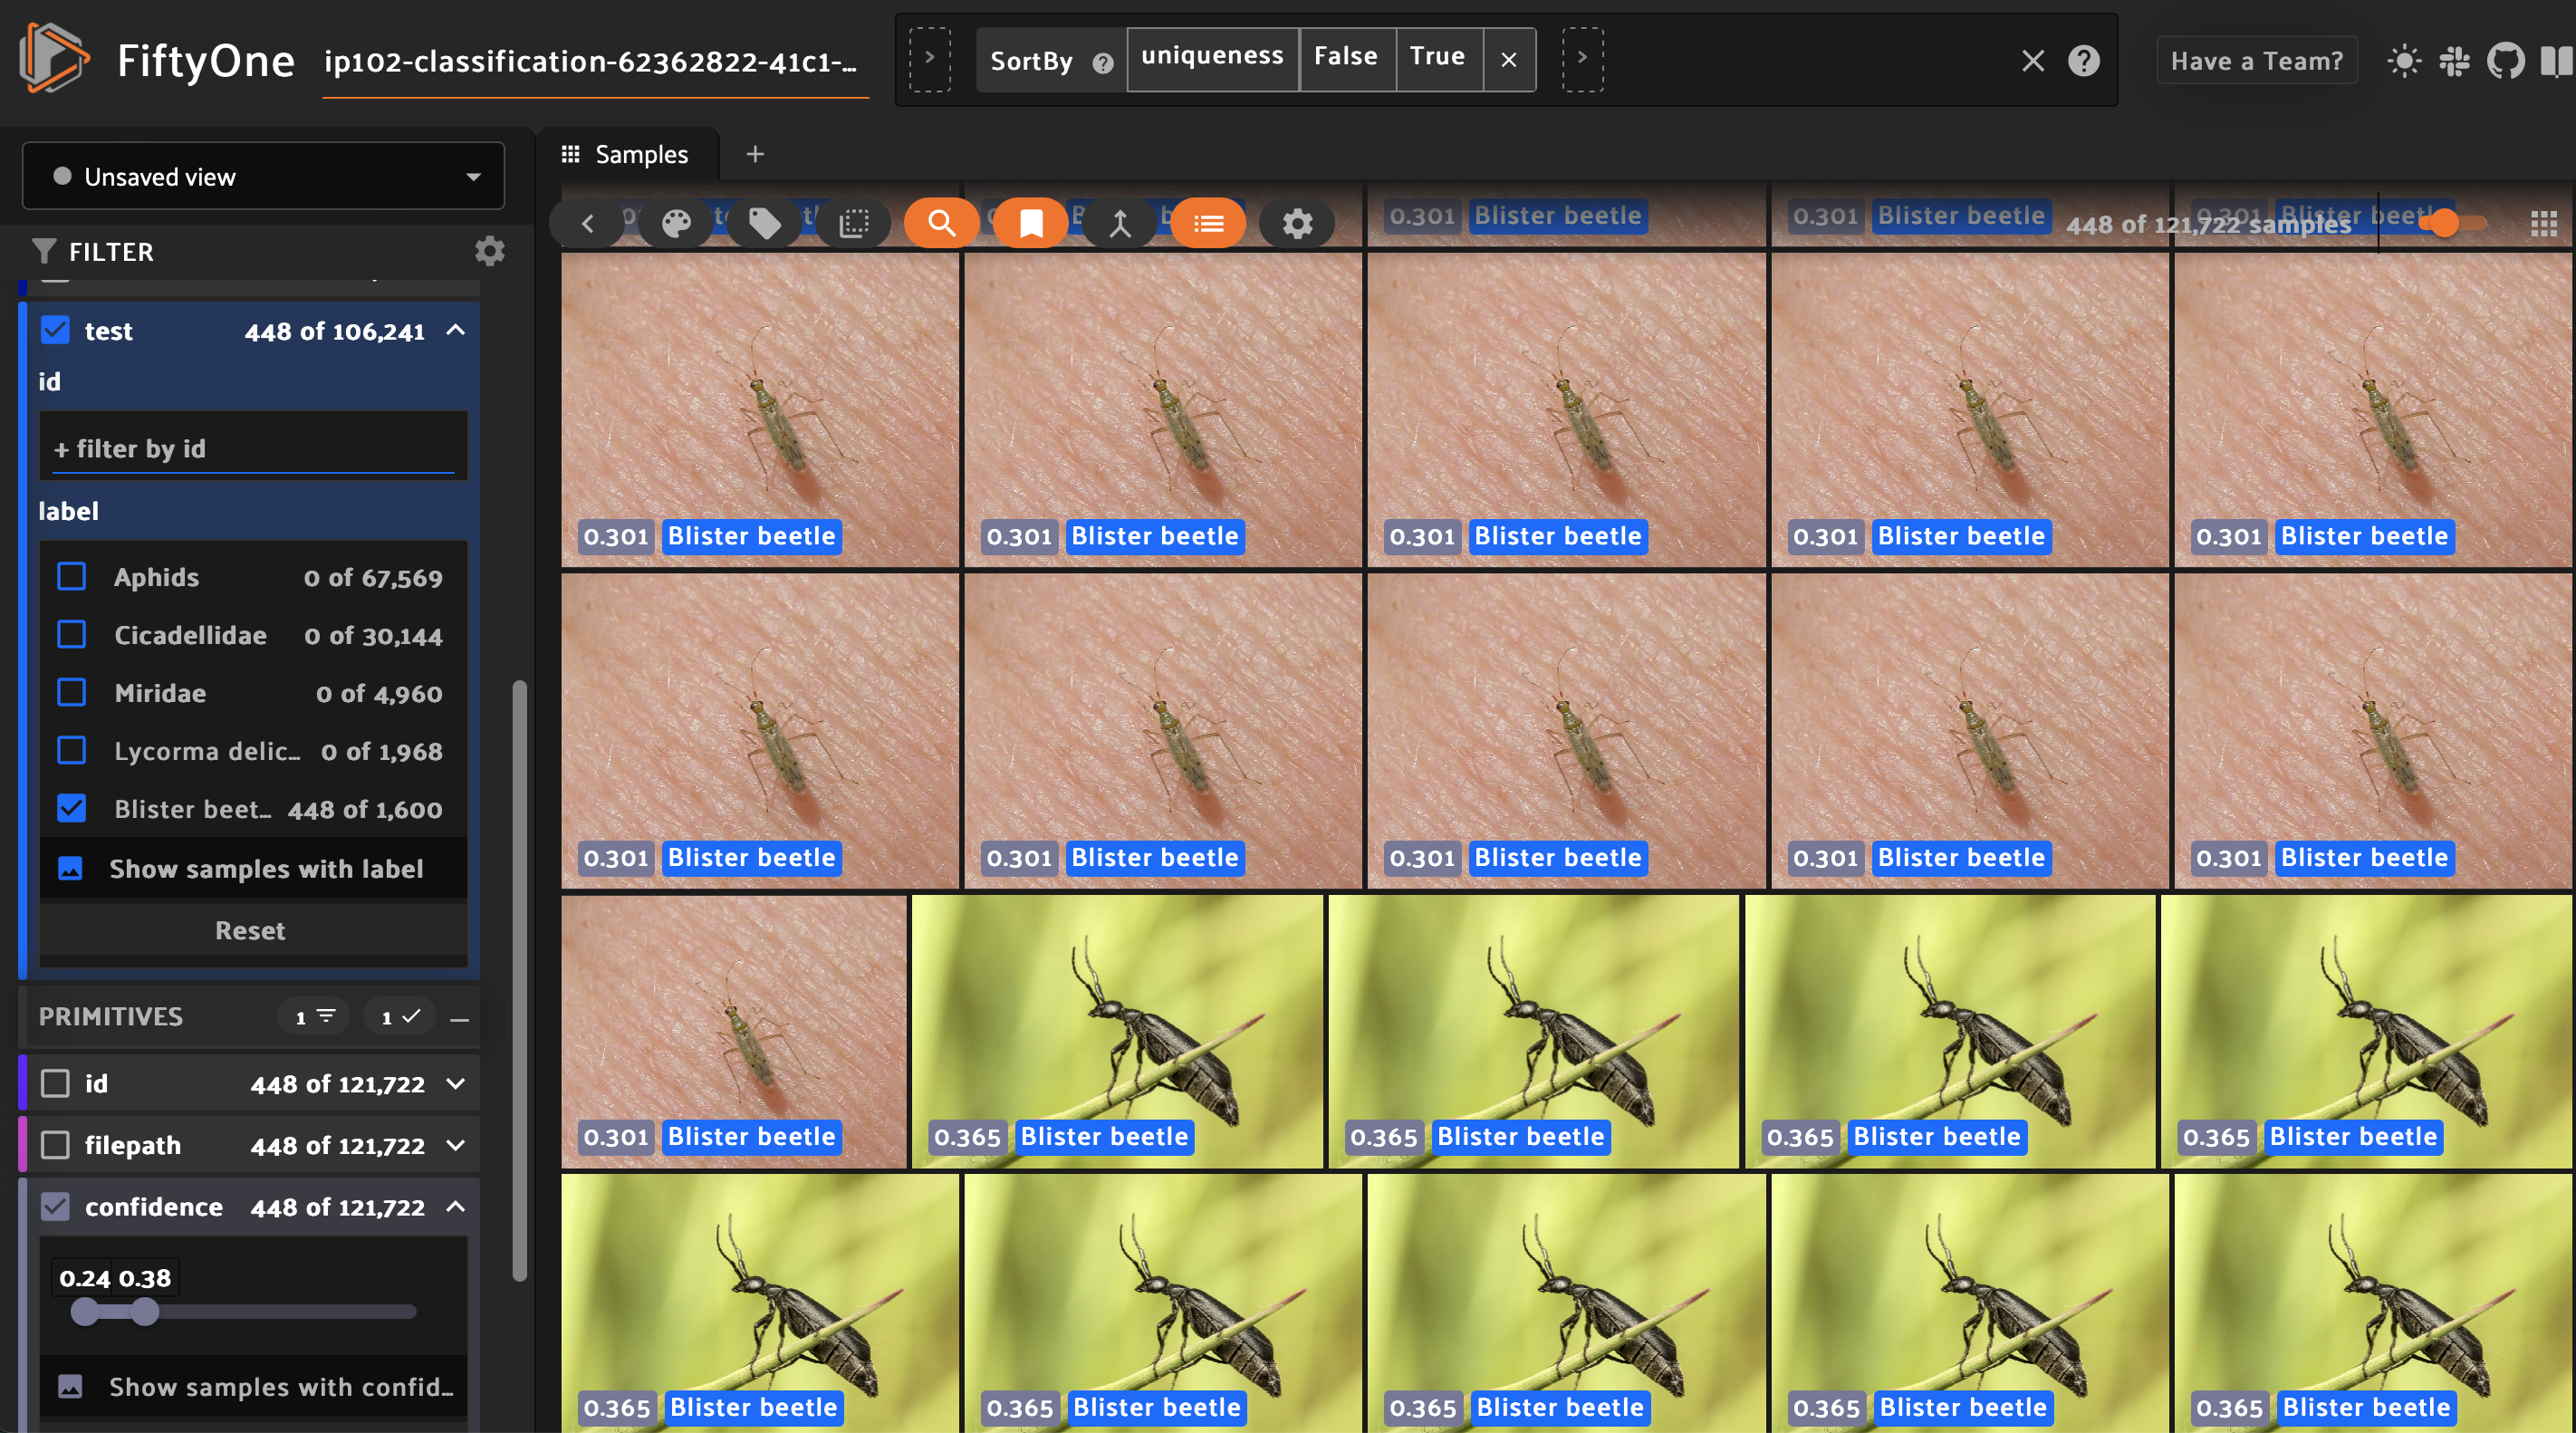 FiftyOne
ip102-classification-62362822-41c1-...
SortBy uniqueness False True
Have a Team?
Unsaved view
Samples
FILTER
448 of 121,722 samples
0.301 Blister beetle
0.301 Blister beetle
0.301 Blister beetle
test 448 of 106,241
id
+ filter by id
label
Aphids 0 of 67,569
Cicadellidae 0 of 30,144
Miridae 0 of 4,960
Lycorma delic... 0 of 1,968
Blister beet... 448 of 1,600
Show samples with label
Reset
PRIMITIVES 1 1
id 448 of 121,722
filepath 448 of 121,722
confidence 448 of 121,722
0.24 0.38
Show samples with confid...
0.301 Blister beetle 0.301 Blister beetle 0.301 Blister beetle 0.301 Blister beetle 0.301 Blister beetle
0.301 Blister beetle 0.301 Blister beetle 0.301 Blister beetle 0.301 Blister beetle 0.301 Blister beetle
0.301 Blister beetle 0.365 Blister beetle 0.365 Blister beetle 0.365 Blister beetle 0.365 Blister beetle
0.365 Blister beetle 0.365 Blister beetle 0.365 Blister beetle 0.365 Blister beetle 0.365 Blister beetle